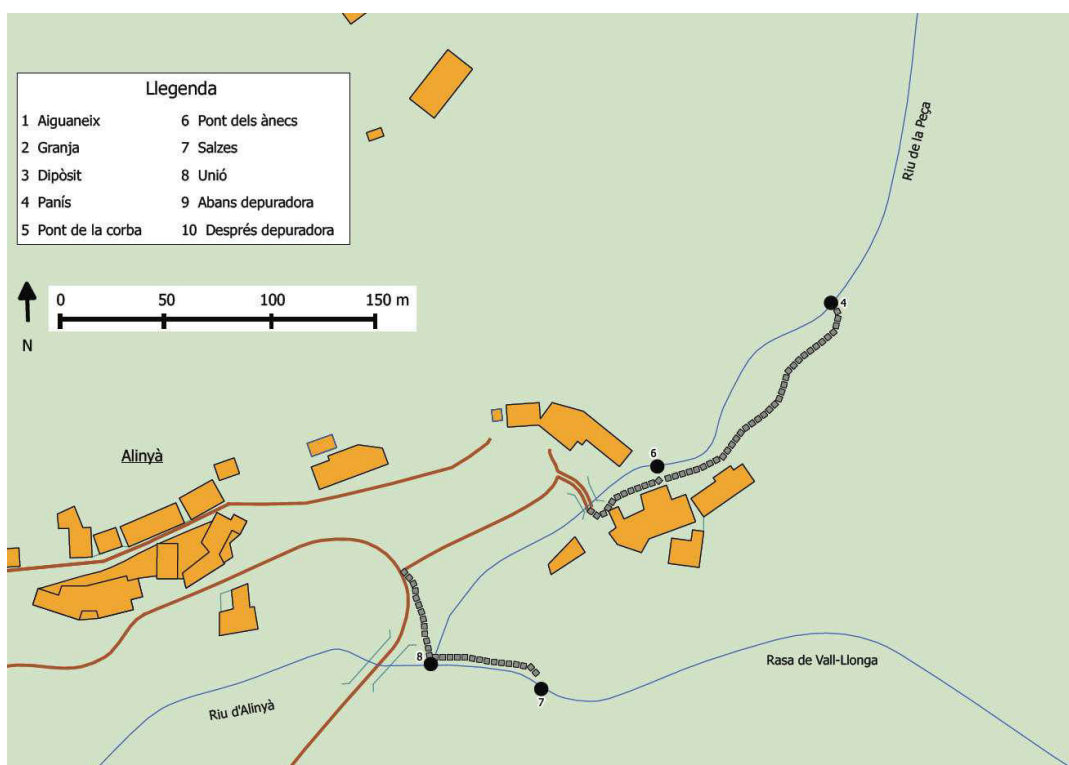 Llegenda
1 Aiguaneix
2 Granja
3 Dipòsit
4 Panís
5 Pont de la corba
6 Pont dels ànecs
7 Salzes
8 Unió
9 Abans depuradora
10 Després depuradora
0 50 100 150 m
N
Riu de la Peça
4
6
Alinyà
8
7
Rasa de Vall-Llonga
Riu d'Alinyà